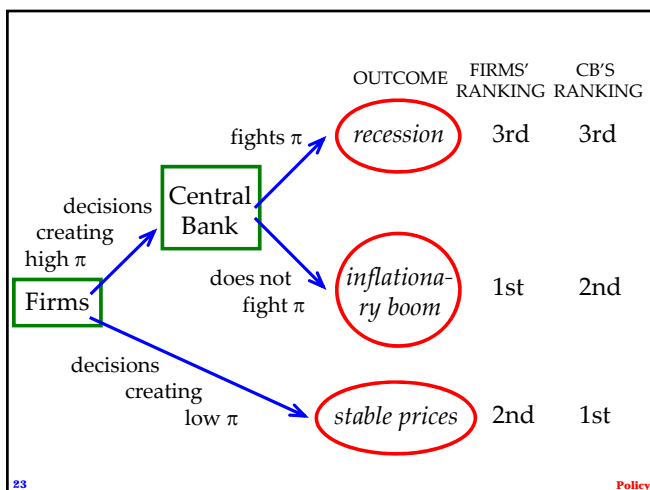 OUTCOME
FIRMS'
RANKING
CB'S
RANKING
fights π
recession
3rd
3rd
Central
Bank
decisions
creating
high π
does not
fight π
inflationa-
ry boom
1st
2nd
Firms
decisions
creating
low π
stable prices
2nd
1st
23
Policy